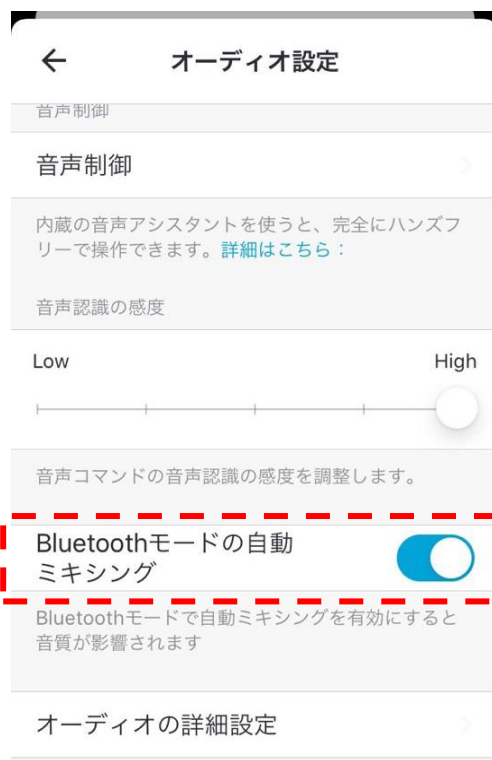 オーディオ設定
音声制御
音声制御
内蔵の音声アシスタントを使うと、完全にハンズフ
リーで操作できます。詳細はこちら：
音声認識の感度
Low High
音声コマンドの音声認識の感度を調整します。
Bluetoothモードの自動
ミキシング
Bluetoothモードで自動ミキシングを有効にすると
音質が影響されます
オーディオの詳細設定